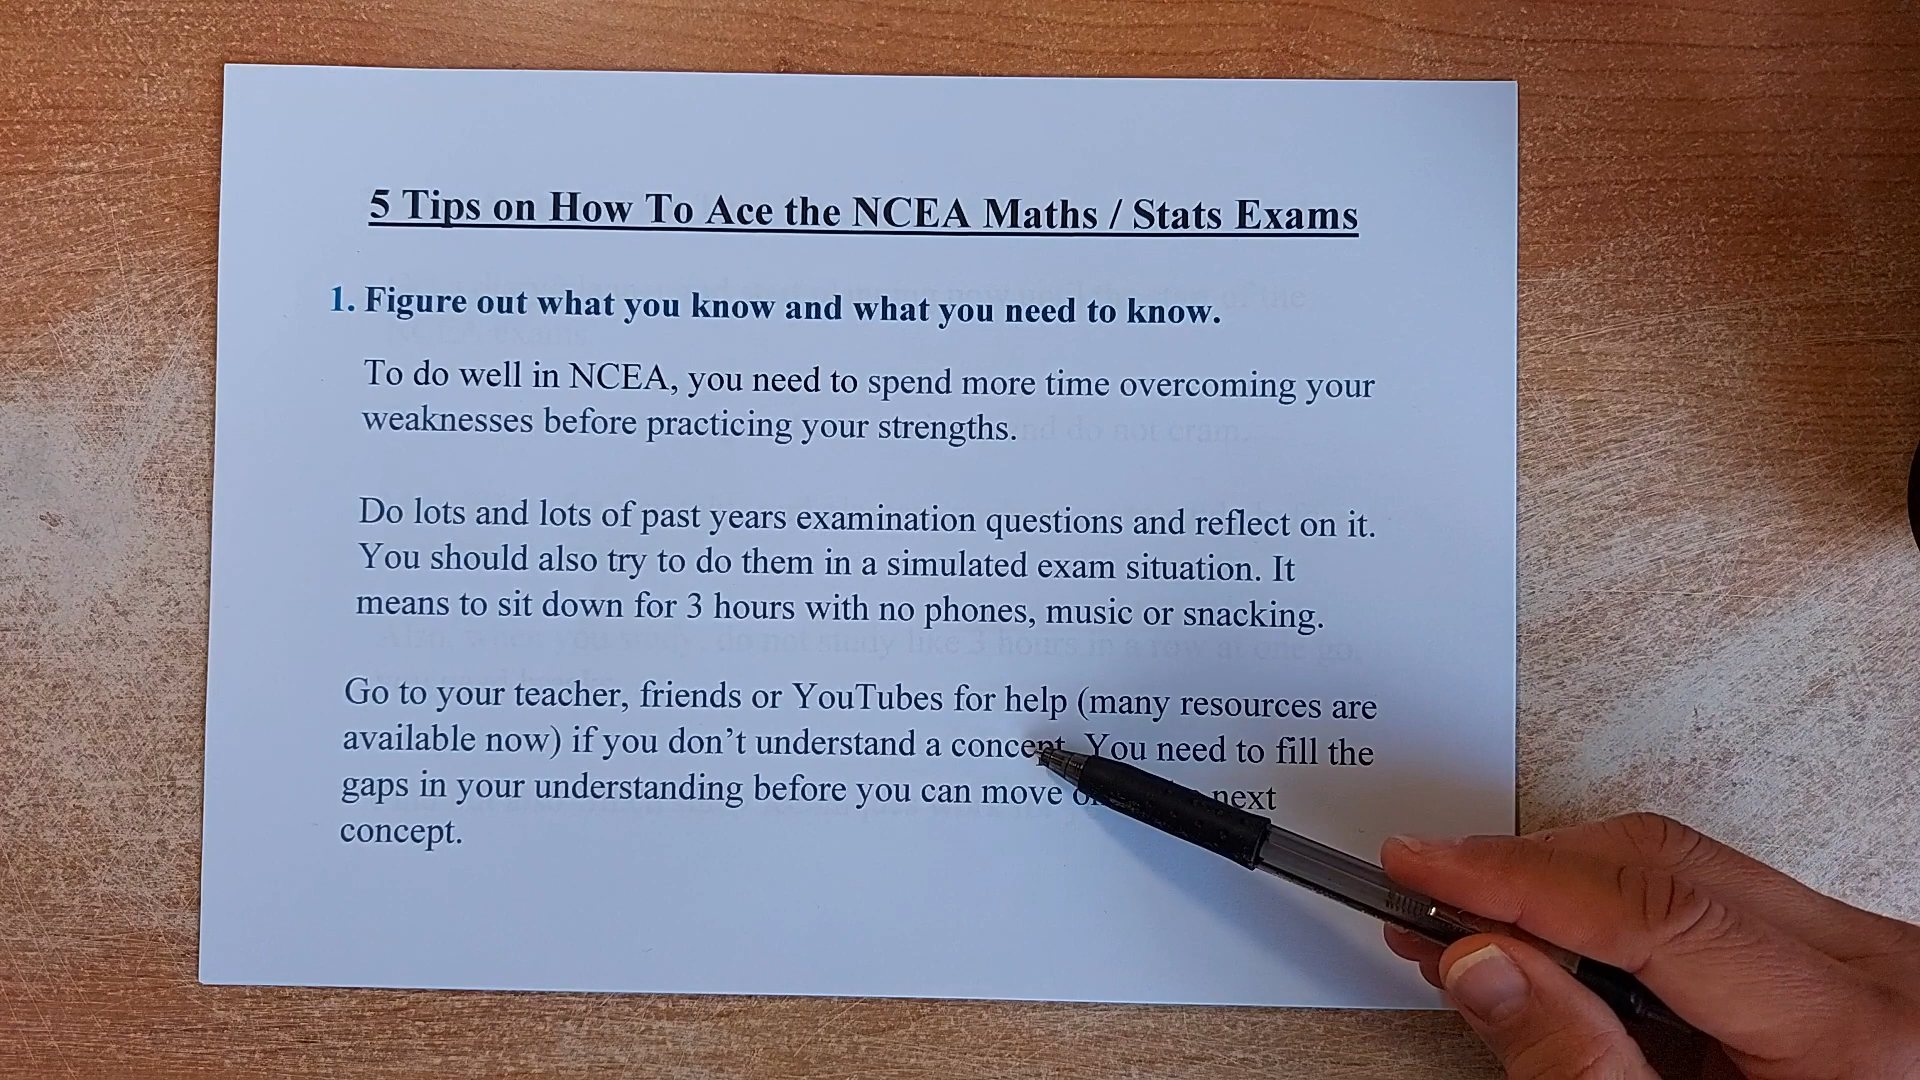 5 Tips on How To Ace the NCEA Maths / Stats Exams
1. Figure out what you know and what you need to know.
To do well in NCEA, you need to spend more time overcoming your
weaknesses before practicing your strengths.
Do lots and lots of past years examination questions and reflect on it.
You should also try to do them in a simulated exam situation. It
means to sit down for 3 hours with no phones, music or snacking.
Go to your teacher, friends or YouTubes for help (many resources are
available now) if you don’t understand a concept. You need to fill the
gaps in your understanding before you can move next
concept.